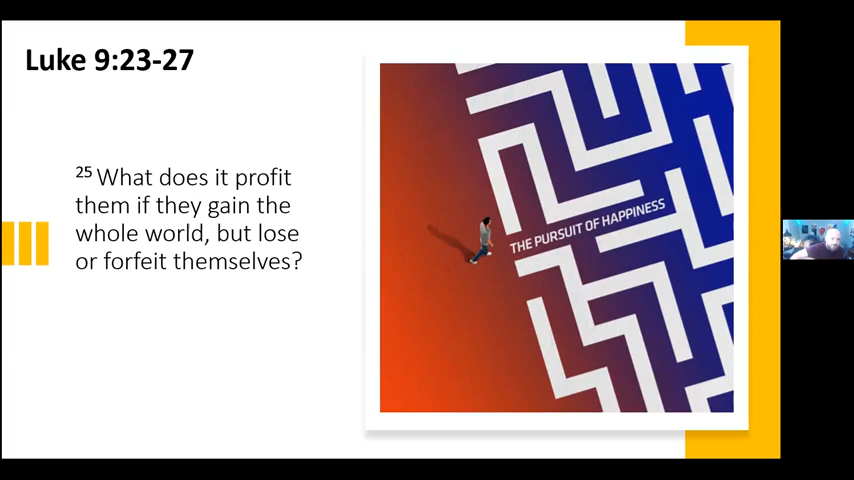 Luke 9:23-27
25 What does it profit
them if they gain the
whole world, but lose
or forfeit themselves?
THE PURSUIT OF HAPPINESS